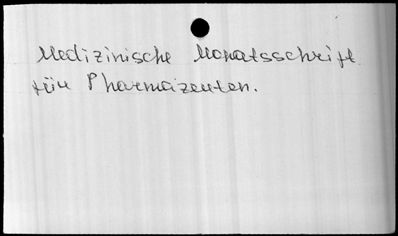 Medizinische Monatsschrift
für Pharmazeuten.